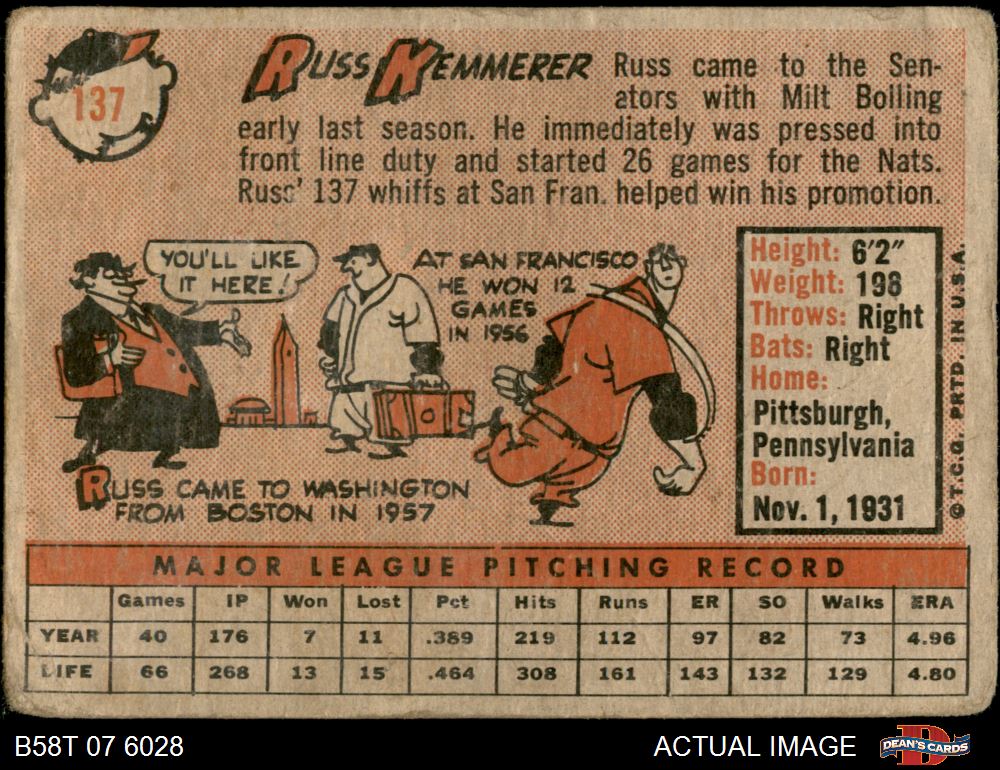 137
RUSS KEMMERER Russ came to the Sen-
ators with Milt Bolling
early last season. He immediately was pressed into
front line duty and started 26 games for the Nats.
Russ' 137 whiffs at San Fran. helped win his promotion.
YOU'LL LIKE
IT HERE!
AT SAN FRANCISCO
HE WON 12
GAMES
IN 1956
RUSS CAME TO WASHINGTON
FROM BOSTON IN 1957
Height: 6'2"
Weight: 198
Throws: Right
Bats: Right
Home:
Pittsburgh,
Pennsylvania
Born:
Nov. 1, 1931
© T.C.G. PRTD. IN U.S.A.
MAJOR LEAGUE PITCHING RECORD
Games IP Won Lost Pct Hits Runs ER SO Walks ERA
YEAR 40 176 7 11 .389 219 112 97 82 73 4.96
LIFE 66 268 13 15 .464 308 161 143 132 129 4.80
B58T 07 6028
ACTUAL IMAGE
DEAN'S CARDS